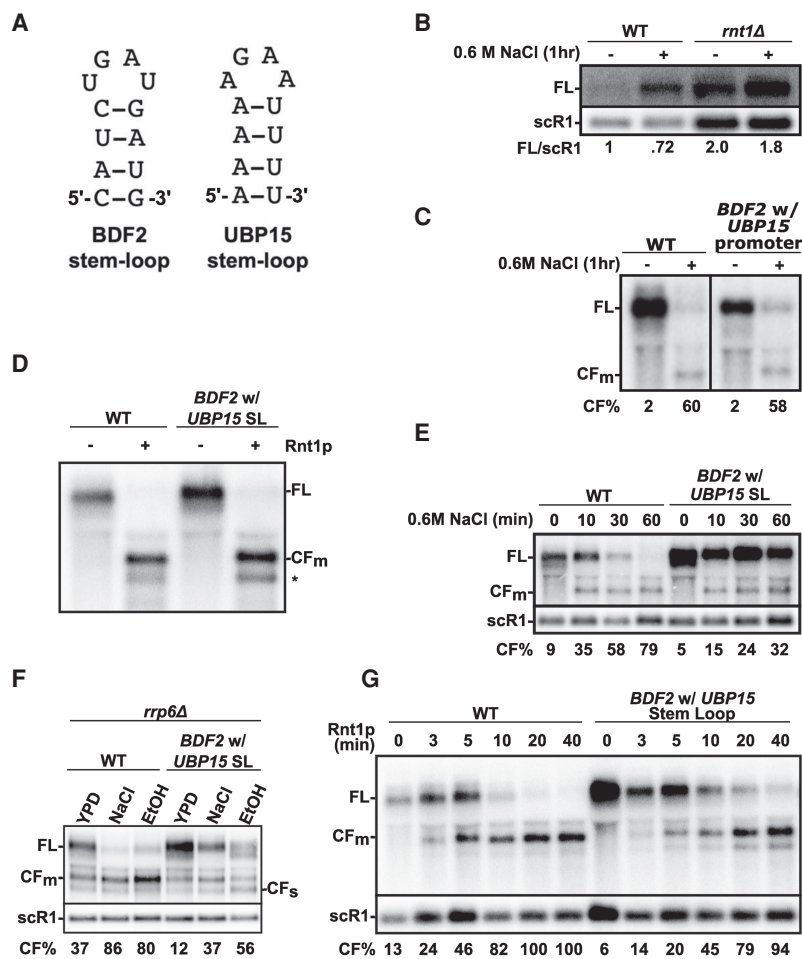 A
G A
U U
C–G
U A
A–U
5'-C–G-3'
BDF2
stem-loop
G A
A A
A–U
A–U
A–U
5'-A–U-3'
UBP15
stem-loop
B
WT rnt1Δ
0.6 M NaCl (1hr) - + - +
FL-
scR1-
FL/scR1 1 .72 2.0 1.8
C
WT BDF2 w/ UBP15 promoter
0.6M NaCl (1hr) - + - +
FL-
CFm-
CF% 2 60 2 58
D
WT BDF2 w/ UBP15 SL
- + - + Rnt1p
-FL
-CFm
*
E
WT BDF2 w/ UBP15 SL
0.6M NaCl (min) 0 10 30 60 0 10 30 60
FL-
CFm-
scR1-
CF% 9 35 58 79 5 15 24 32
F
rrp6Δ
WT BDF2 w/ UBP15 SL
YPD NaCl EtOH YPD NaCl EtOH
FL-
CFm-
-CFs
scR1-
CF% 37 86 80 12 37 56
G
WT BDF2 w/ UBP15 Stem Loop
Rnt1p (min) 0 3 5 10 20 40 0 3 5 10 20 40
FL-
CFm-
scR1-
CF% 13 24 46 82 100 100 6 14 20 45 79 94